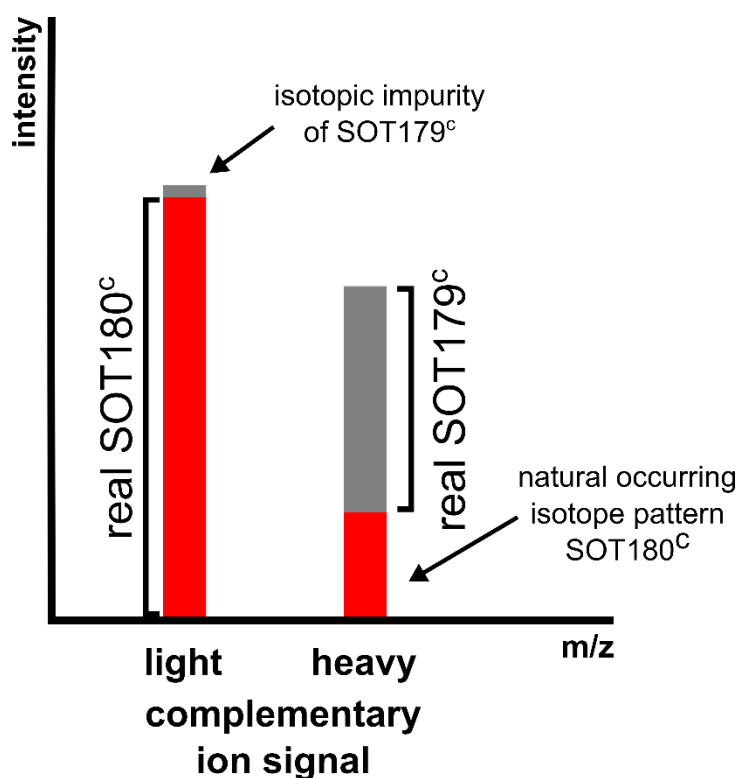 intensity
isotopic impurity
of SOT179ᶜ
real SOT180ᶜ
real SOT179ᶜ
natural occurring
isotope pattern
SOT180ᶜ
m/z
light
heavy
complementary
ion signal